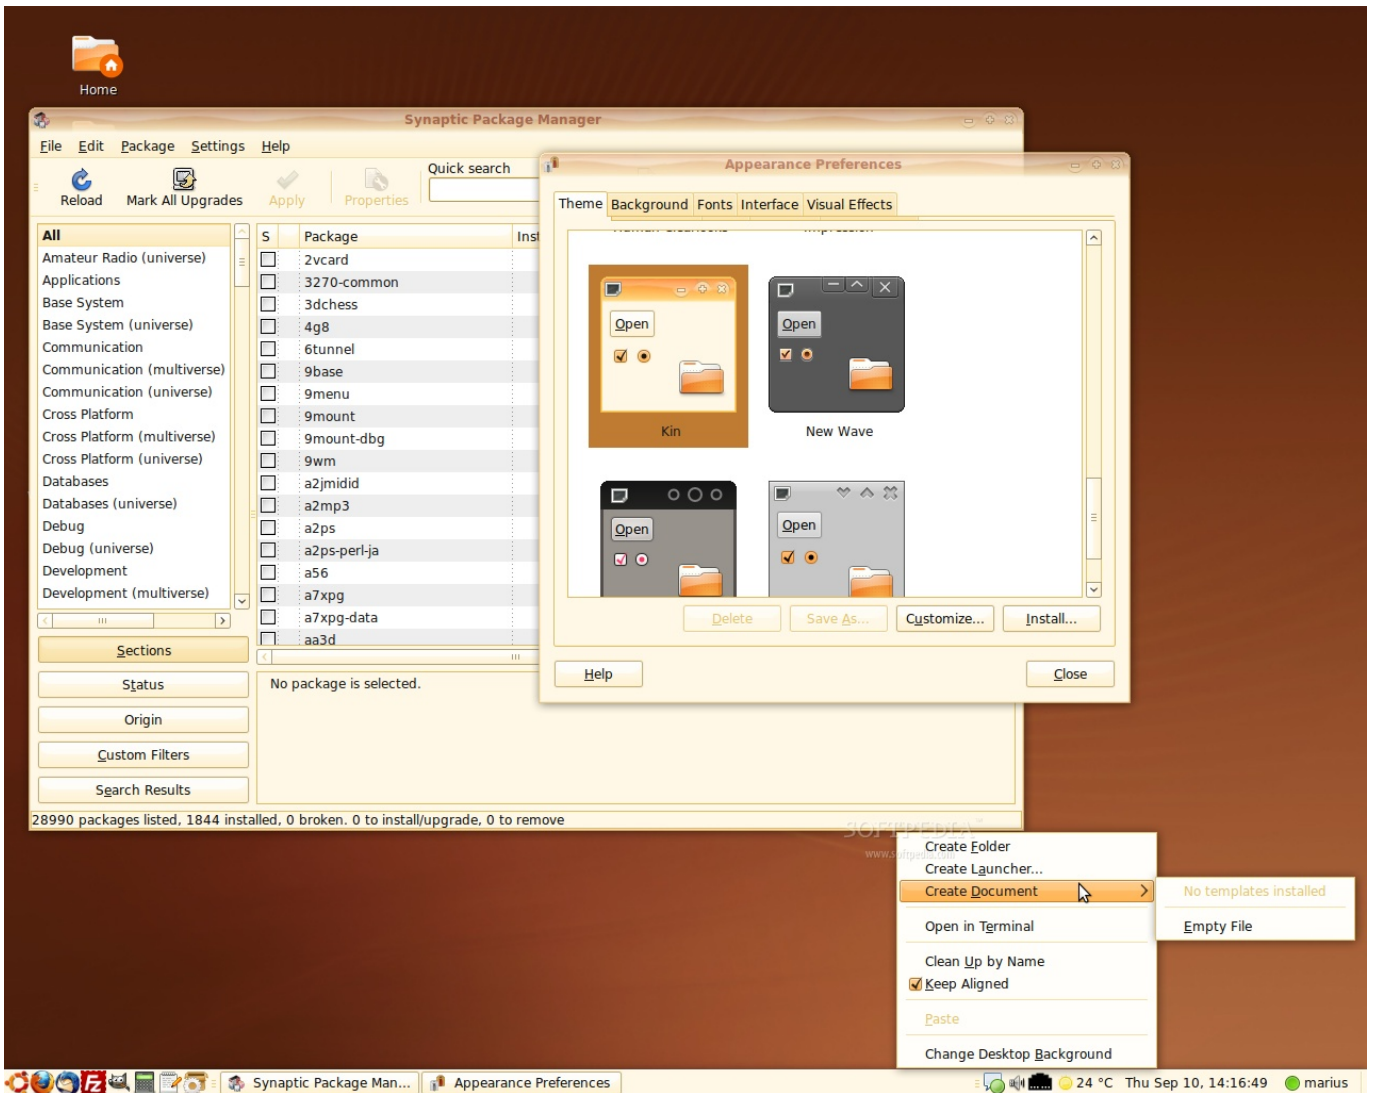 Home
Synaptic Package Manager
File Edit Package Settings Help
Reload Mark All Upgrades Apply Properties
Quick search
All
Amateur Radio (universe)
Applications
Base System
Base System (universe)
Communication
Communication (multiverse)
Communication (universe)
Cross Platform
Cross Platform (multiverse)
Cross Platform (universe)
Databases
Databases (universe)
Debug
Debug (universe)
Development
Development (multiverse)
Sections
Status
Origin
Custom Filters
Search Results
S Package Inst
2vcard
3270-common
3dchess
4g8
6tunnel
9base
9menu
9mount
9mount-dbg
9wm
a2jmidid
a2mp3
a2ps
a2ps-perl-ja
a56
a7xpg
a7xpg-data
aa3d
No package is selected.
28990 packages listed, 1844 installed, 0 broken. 0 to install/upgrade, 0 to remove
Appearance Preferences
Theme Background Fonts Interface Visual Effects
Open
Kin
Open
New Wave
Open
Open
Delete Save As... Customize... Install...
Help Close
SOFTPEDIA
www.softpedia.com
Create Folder
Create Launcher...
Create Document
Open in Terminal
Clean Up by Name
Keep Aligned
Paste
Change Desktop Background
No templates installed
Empty File
Synaptic Package Man... Appearance Preferences 24 °C Thu Sep 10, 14:16:49 marius